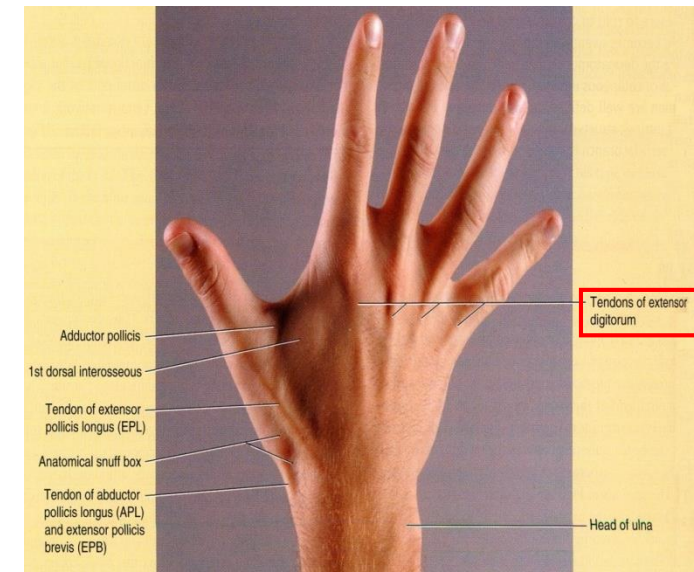 Adductor pollicis
1st dorsal interosseous
Tendon of extensor
pollicis longus (EPL)
Anatomical snuff box
Tendon of abductor
pollicis longus (APL)
and extensor pollicis
brevis (EPB)
Tendons of extensor
digitorum
Head of ulna